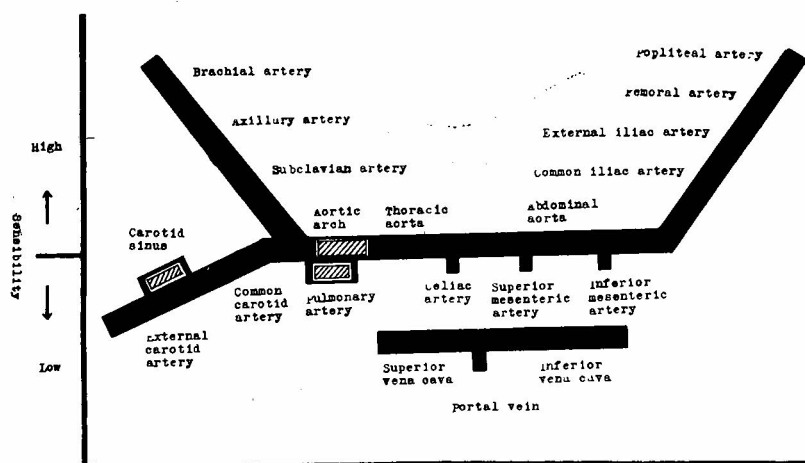 Popliteal artery
Brachial artery
Femoral artery
Axillury artery
External iliac artery
High
Subclavian artery
Common iliac artery
Sensibility
Aortic
arch
Thoracic
aorta
Abdominal
aorta
Carotid
sinus
Common
carotid
artery
Pulmonary
artery
Celiac
artery
Superior
mesenteric
artery
Inferior
mesenteric
artery
External
carotid
artery
Low
Superior
vena cava
Inferior
vena cava
Portal vein